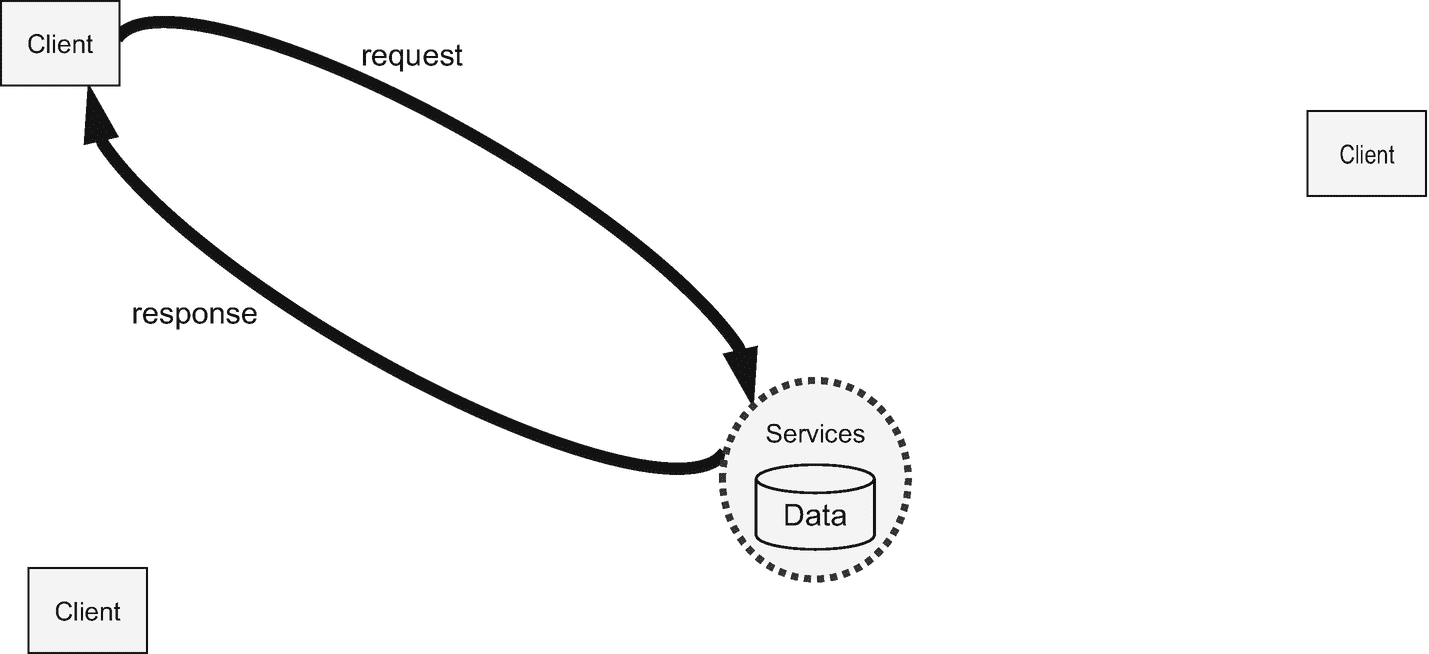 Client
request
Client
response
Services
Data
Client